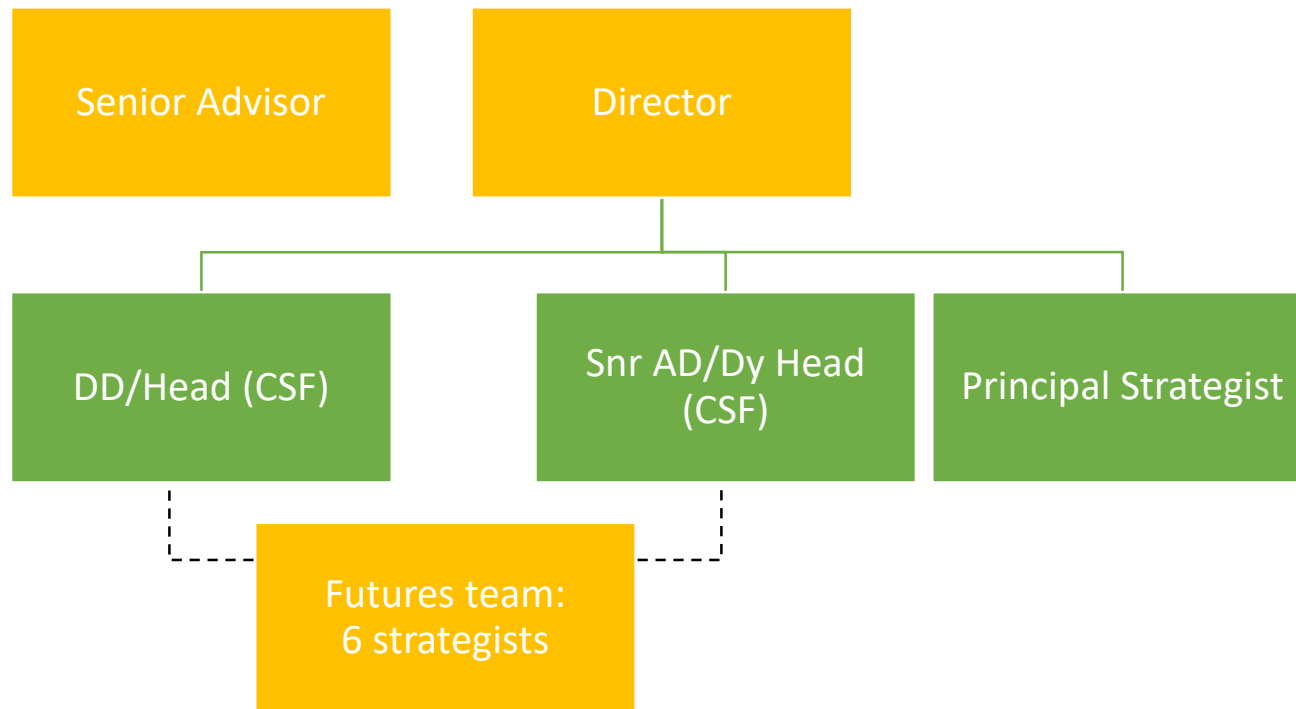 Senior Advisor
Director
DD/Head (CSF)
Snr AD/Dy Head
(CSF)
Principal Strategist
Futures team:
6 strategists